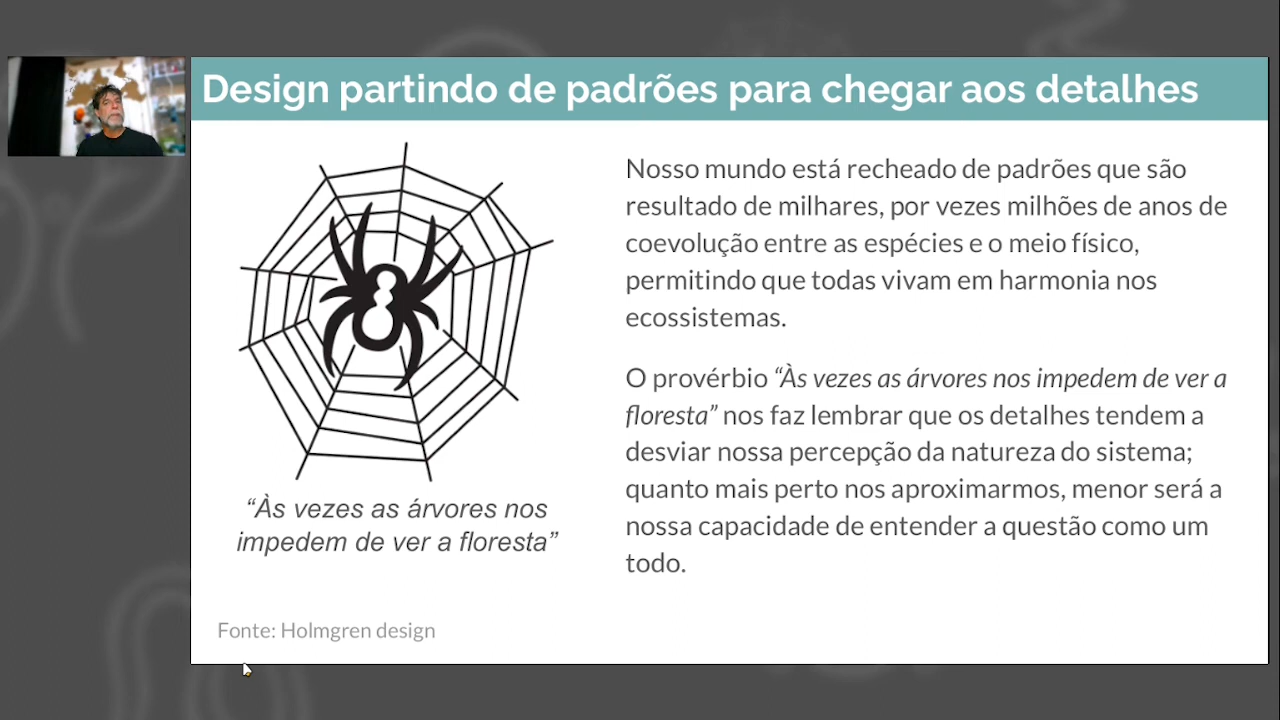 Design partindo de padrões para chegar aos detalhes
Nosso mundo está recheado de padrões que são
resultado de milhares, por vezes milhões de anos de
coevolução entre as espécies e o meio físico,
permitindo que todas vivam em harmonia nos
ecossistemas.
O provérbio “Às vezes as árvores nos impedem de ver a
floresta” nos faz lembrar que os detalhes tendem a
desviar nossa percepção da natureza do sistema;
quanto mais perto nos aproximarmos, menor será a
nossa capacidade de entender a questão como um
todo.
“Às vezes as árvores nos
impedem de ver a floresta”
Fonte: Holmgren design